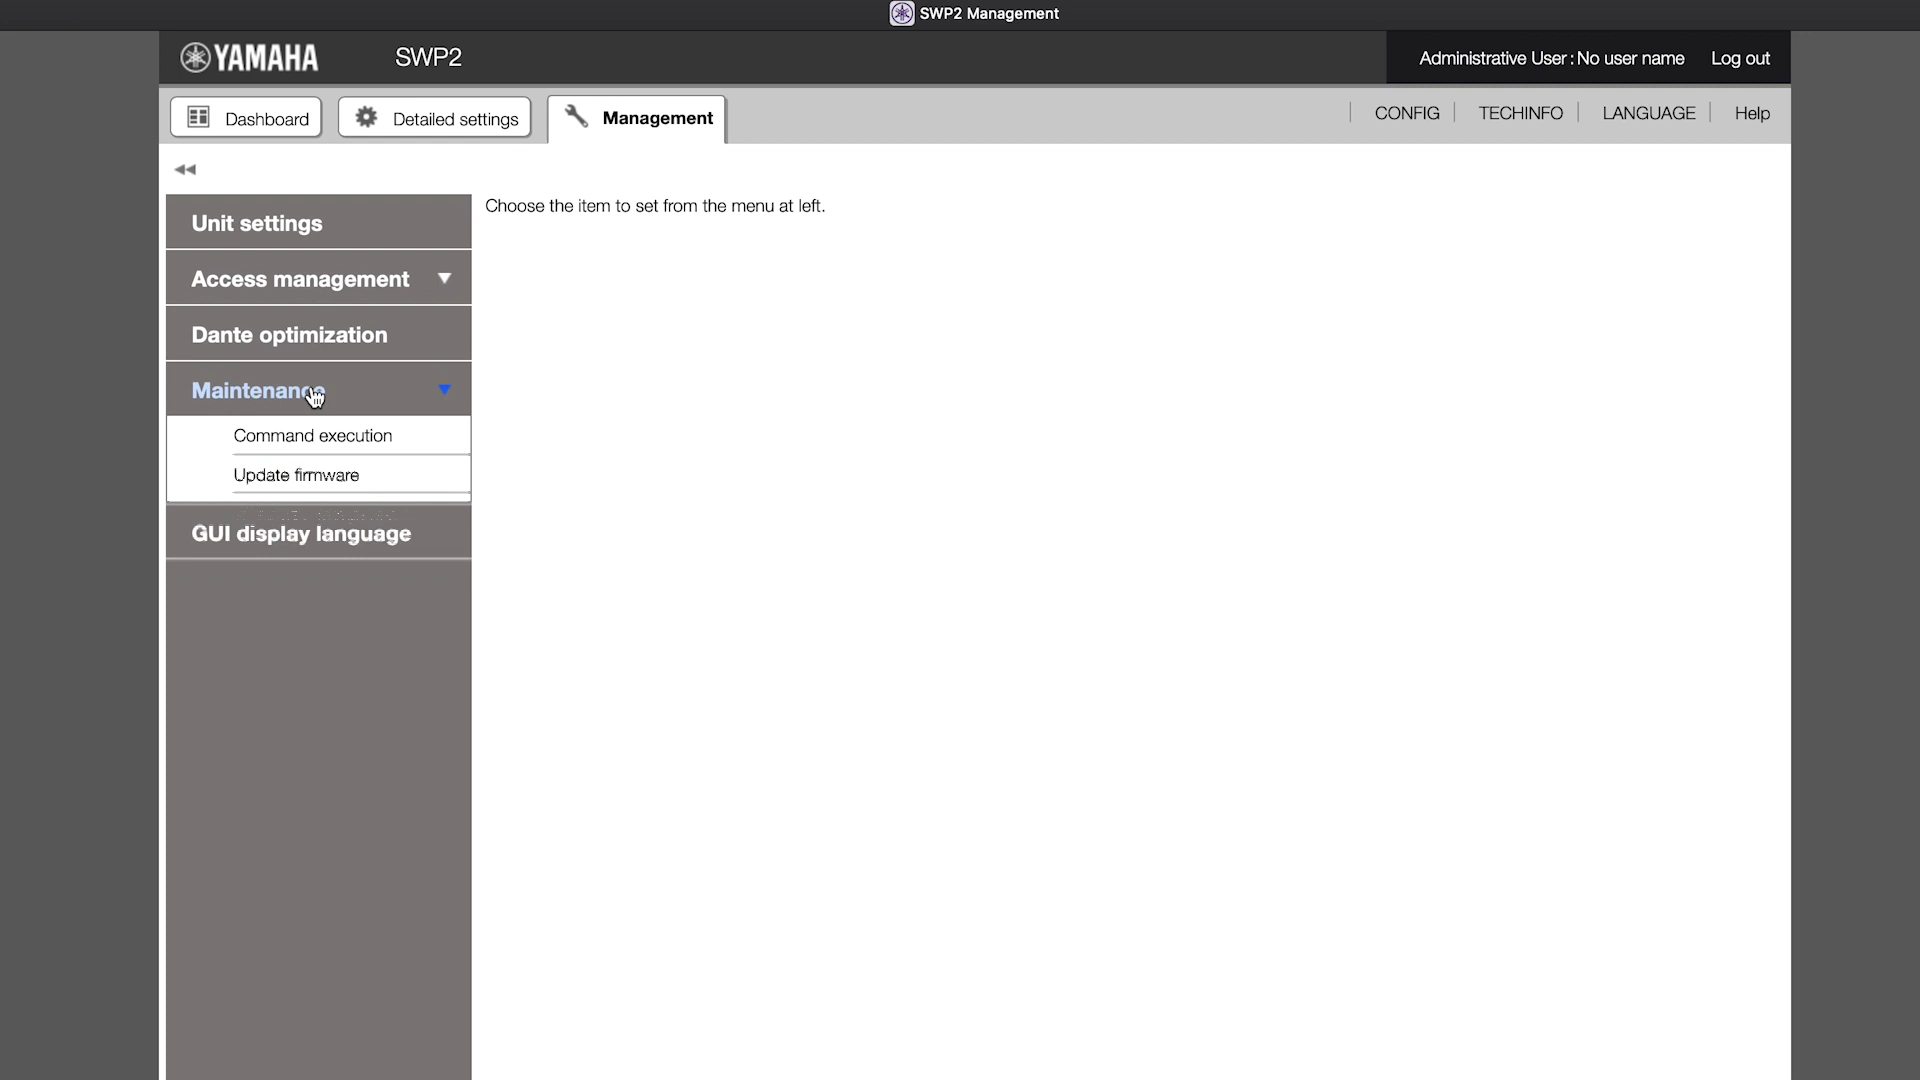 SWP2 Management
YAMAHA
SWP2
Administrative User : No user name
Log out
Dashboard
Detailed settings
Management
CONFIG
TECHINFO
LANGUAGE
Help
Unit settings
Choose the item to set from the menu at left.
Access management
Dante optimization
Maintenance
Command execution
Update firmware
GUI display language